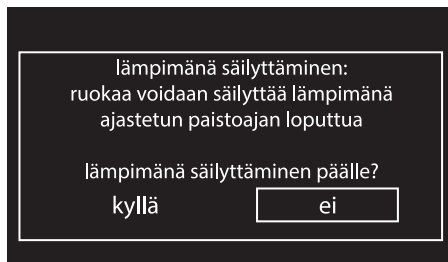 lämpimänä säilyttäminen:
ruokaa voidaan säilyttää lämpimänä
ajastetun paistoajan loputtua
lämpimänä säilyttäminen päälle?
kyllä ei